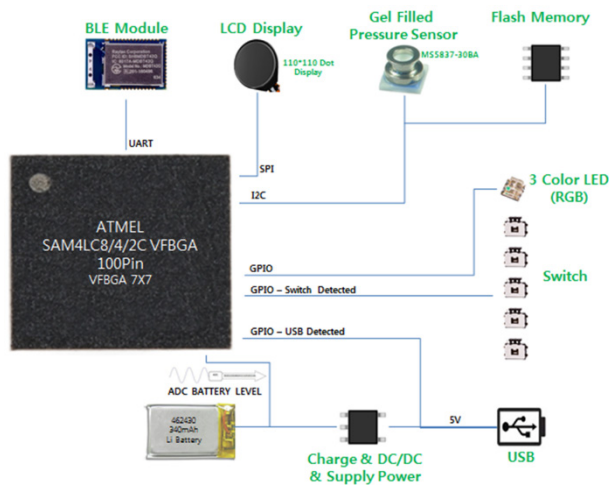 BLE Module
LCD Display
Gel Filled
Pressure Sensor
MS5837-30BA
Flash Memory
110*110 Dot
Display
UART
SPI
I2C
ATMEL
SAM4LC8/4/2C VFBGA
100Pin
VFBGA 7X7
3 Color LED
(RGB)
GPIO
GPIO – Switch Detected
Switch
GPIO – USB Detected
ADC BATTERY LEVEL
462430
340mAh
Li Battery
5V
Charge & DC/DC
& Supply Power
USB